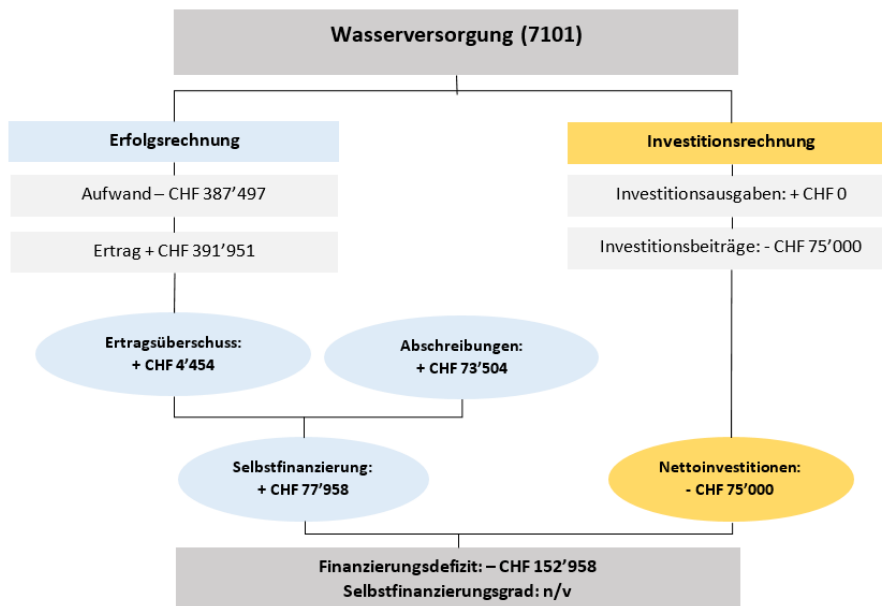 Wasserversorgung (7101)
Erfolgsrechnung
Aufwand – CHF 387’497
Ertrag + CHF 391’951
Ertragsüberschuss:
+ CHF 4’454
Abschreibungen:
+ CHF 73’504
Selbstfinanzierung:
+ CHF 77’958
Investitionsrechnung
Investitionsausgaben: + CHF 0
Investitionsbeiträge: - CHF 75’000
Nettoinvestitionen:
- CHF 75’000
Finanzierungsdefizit: – CHF 152’958
Selbstfinanzierungsgrad: n/v